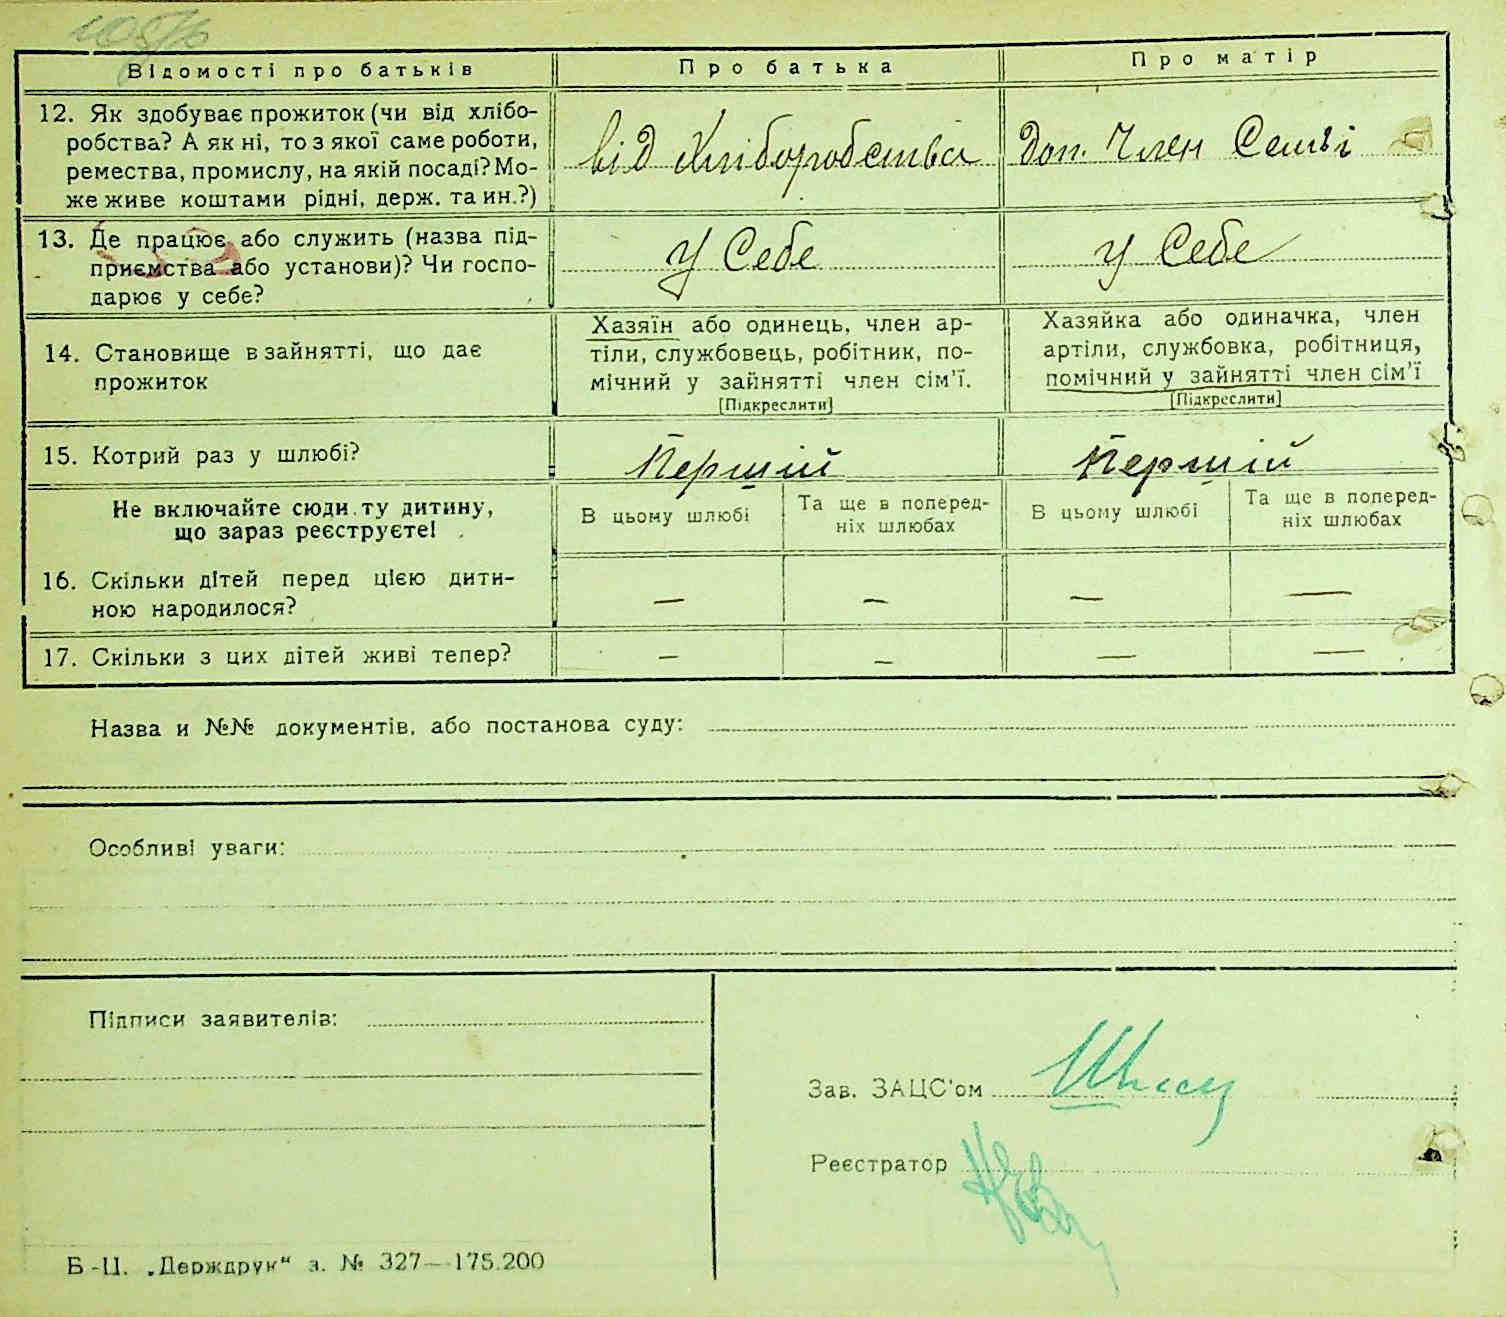 Відомості про батьків
Про батька
Про матір
12. Як здобуває прожиток (чи від хлібо-
робства? А як ні, то з якої саме роботи,
ремества, промислу, на якій посаді? Мо-
же живе коштами рідні, держ. та ин.?)
від Хліборобства
Доп. Член Семьі
13. Де працює або служить (назва під-
приємства або установи)? Чи госпо-
дарює у себе?
У Себе
У Себе
14. Становище в зайнятті, що дає
прожиток
Хазяїн або одинець, член ар-
тіли, службовець, робітник, по-
мічний у зайнятті член сім'ї.
[Підкреслити]
Хазяйка або одиначка, член
артіли, службовка, робітниця,
помічний у зайнятті член сім'ї
[Підкреслити]
15. Котрий раз у шлюбі?
Першій
Першій
Не включайте сюди ту дитину,
що зараз реєструєте!
В цьому шлюбі
Та ще в поперед-
ніх шлюбах
В цьому шлюбі
Та ще в поперед-
ніх шлюбах
16. Скільки дітей перед цією дити-
ною народилося?
— — — —
17. Скільки з цих дітей живі тепер?
— — — —
Назва и №№ документів, або постанова суду:
Особливі уваги:
Підписи заявителів:
Зав. ЗАЦС'ом
Реєстратор
Б-Ц. „Держдрук“ з. № 327—175.200